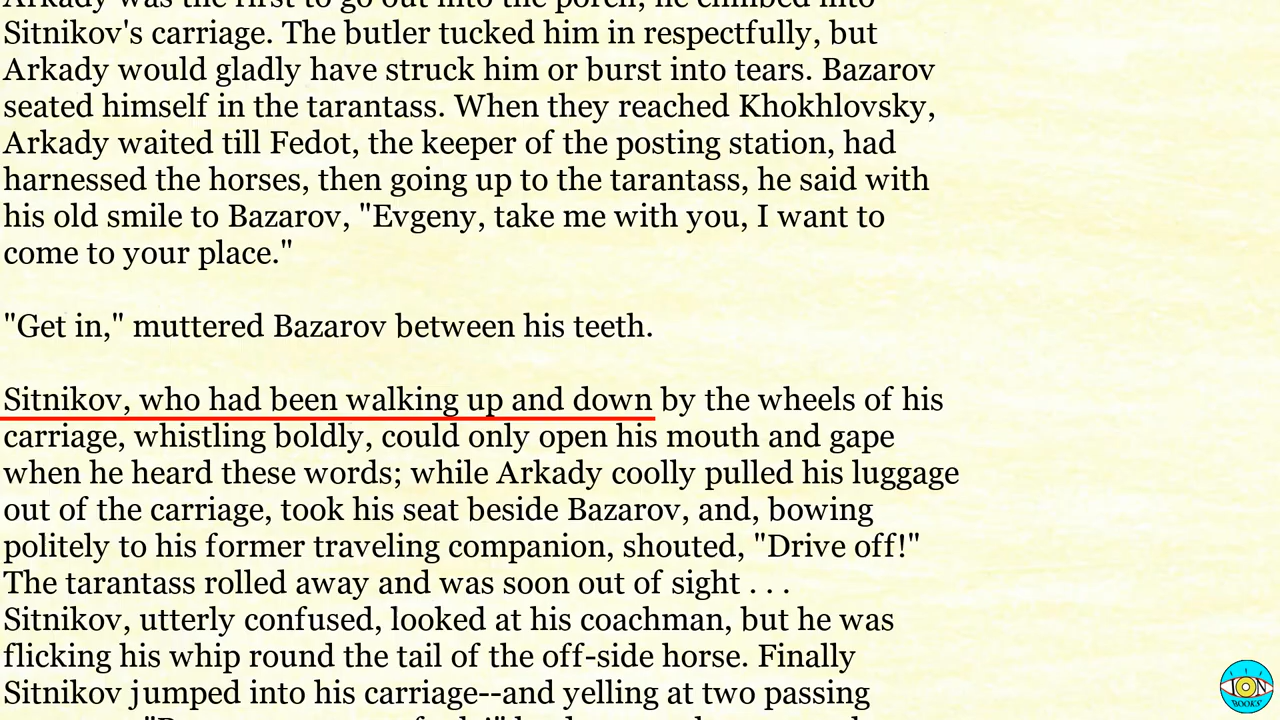 Arkady was the first to go out into the porch; he climbed into
Sitnikov's carriage. The butler tucked him in respectfully, but
Arkady would gladly have struck him or burst into tears. Bazarov
seated himself in the tarantass. When they reached Khokhlovsky,
Arkady waited till Fedot, the keeper of the posting station, had
harnessed the horses, then going up to the tarantass, he said with
his old smile to Bazarov, "Evgeny, take me with you, I want to
come to your place."
"Get in," muttered Bazarov between his teeth.
Sitnikov, who had been walking up and down by the wheels of his
carriage, whistling boldly, could only open his mouth and gape
when he heard these words; while Arkady coolly pulled his luggage
out of the carriage, took his seat beside Bazarov, and, bowing
politely to his former traveling companion, shouted, "Drive off!"
The tarantass rolled away and was soon out of sight . . .
Sitnikov, utterly confused, looked at his coachman, but he was
flicking his whip round the tail of the off-side horse. Finally
Sitnikov jumped into his carriage--and yelling at two passing
ION
BOOKS